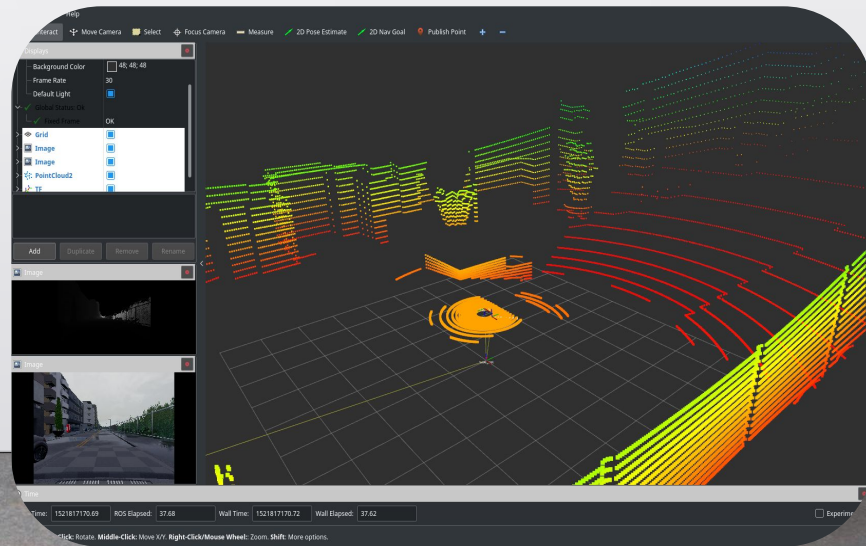 Help
Interact Move Camera Select Focus Camera Measure 2D Pose Estimate 2D Nav Goal Publish Point
Displays
Background Color 48; 48; 48
Frame Rate 30
Default Light
Global Status: Ok
Fixed Frame OK
Grid
Image
Image
PointCloud2
TF
Add Duplicate Remove Rename
Image
Image
Time
Time: 1521817170.69 ROS Elapsed: 37.68 Wall Time: 1521817170.72 Wall Elapsed: 37.62
Click: Rotate. Middle-Click: Move X/Y. Right-Click/Mouse Wheel:: Zoom. Shift: More options.